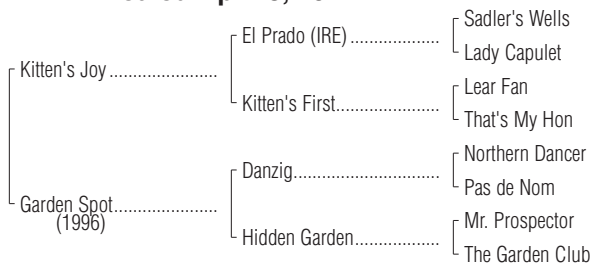 Sadler's Wells
El Prado (IRE)....................
Lady Capulet
Kitten's Joy........................
Lear Fan
Kitten's First.......................
That's My Hon
Northern Dancer
Danzig.................................
Pas de Nom
Garden Spot.......................
(1996)
Mr. Prospector
Hidden Garden...................
The Garden Club